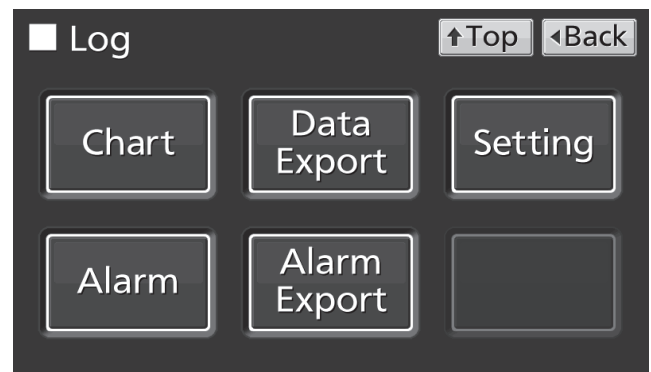 Log
Top
Back
Chart
Data
Export
Setting
Alarm
Alarm
Export